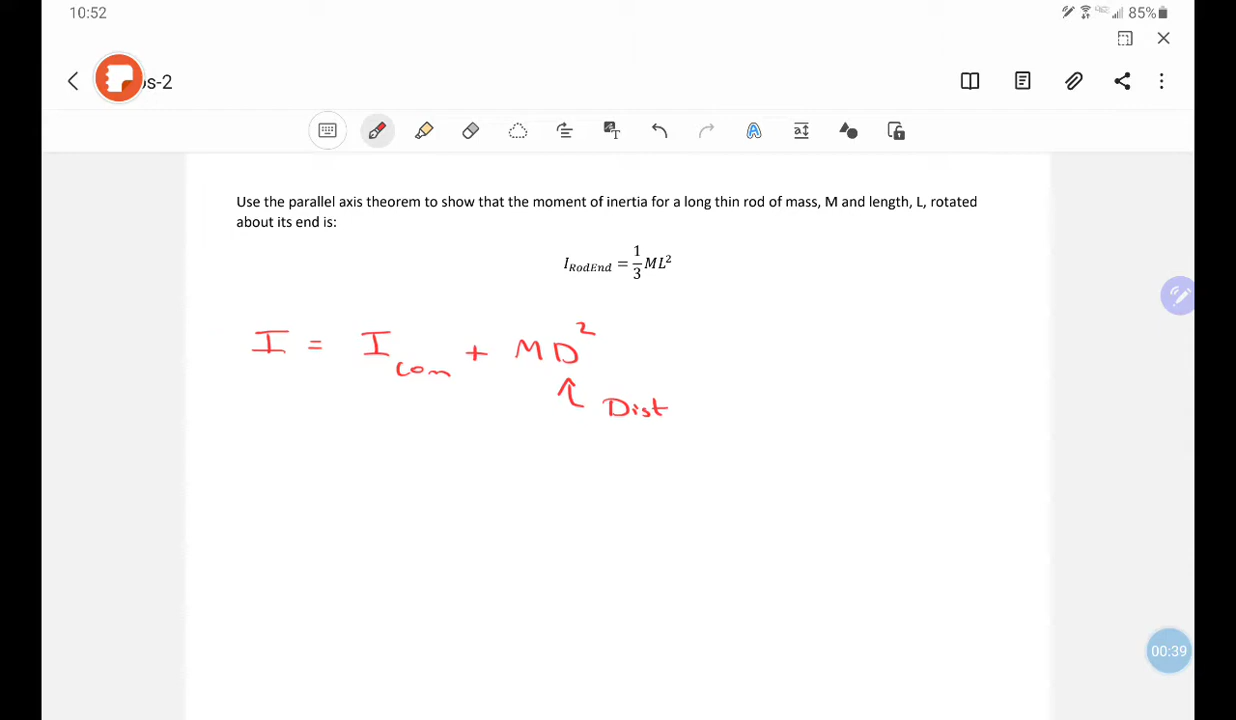 10:52 85%
os-2
Use the parallel axis theorem to show that the moment of inertia for a long thin rod of mass, M and length, L, rotated
about its end is:
I_RodEnd = 1/3 ML²
I = I_com + MD²
Dist
00:39